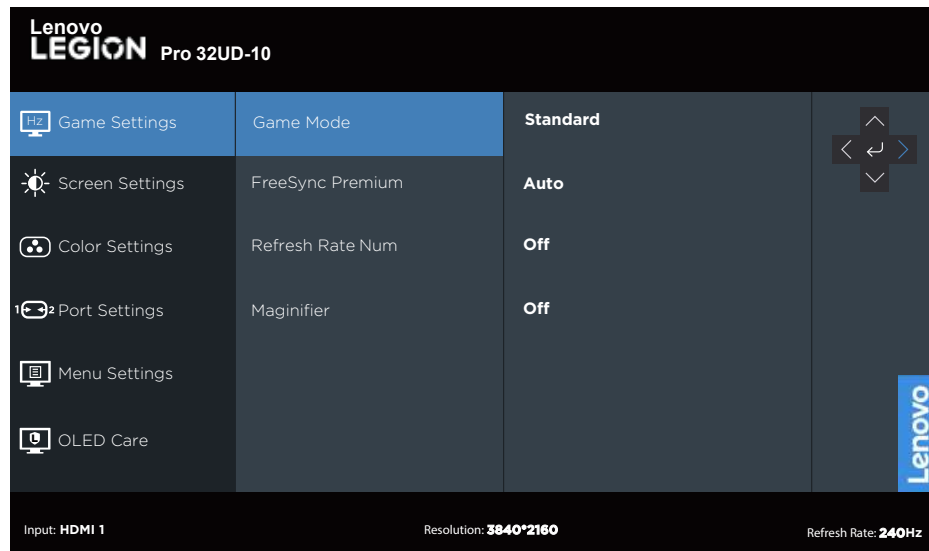 Lenovo
LEGION Pro 32UD-10
Hz Game Settings Game Mode Standard
Screen Settings FreeSync Premium Auto
Color Settings Refresh Rate Num Off
1 2 Port Settings Maginifier Off
Menu Settings
OLED Care
Lenovo
Input: HDMI 1 Resolution: 3840*2160 Refresh Rate: 240Hz